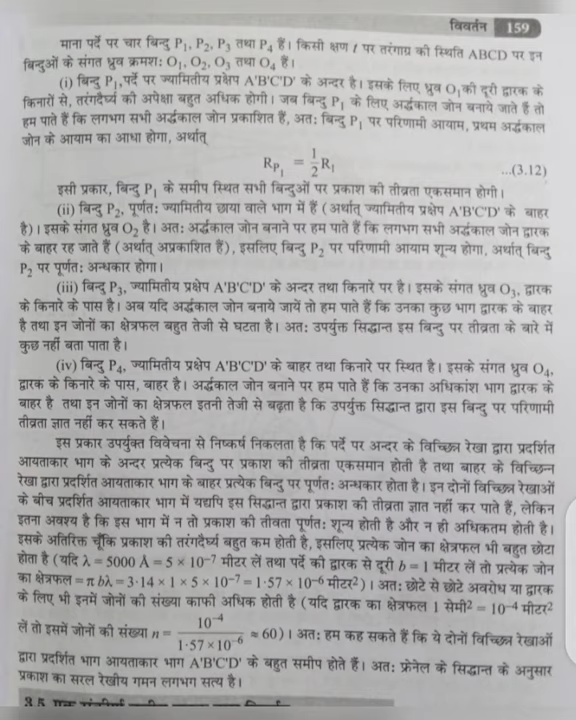 विवर्तन 159
माना पर्दे पर चार बिन्दु P₁, P₂, P₃ तथा P₄ हैं। किसी क्षण t पर तरंगाग्र की स्थिति ABCD पर इन
बिन्दुओं के संगत ध्रुव क्रमश: O₁, O₂, O₃ तथा O₄ हैं।
(i) बिन्दु P₁,पर्दे पर ज्यामितीय प्रक्षेप A'B'C'D' के अन्दर है। इसके लिए ध्रुव O₁की दूरी द्वारक के
किनारों से, तरंगदैर्घ्य की अपेक्षा बहुत अधिक होगी। जब बिन्दु P₁ के लिए अर्द्धकाल जोन बनाये जाते हैं तो
हम पाते हैं कि लगभग सभी अर्द्धकाल जोन प्रकाशित हैं, अत: बिन्दु P₁ पर परिणामी आयाम, प्रथम अर्द्धकाल
जोन के आयाम का आधा होगा, अर्थात्
R_P₁ = 1/2 R₁ ...(3.12)
इसी प्रकार, बिन्दु P₁ के समीप स्थित सभी बिन्दुओं पर प्रकाश की तीव्रता एकसमान होगी।
(ii) बिन्दु P₂, पूर्णत: ज्यामितीय छाया वाले भाग में हैं (अर्थात् ज्यामितीय प्रक्षेप A'B'C'D' के बाहर
है)। इसके संगत ध्रुव O₂ है। अत: अर्द्धकाल जोन बनाने पर हम पाते हैं कि लगभग सभी अर्द्धकाल जोन द्वारक
के बाहर रह जाते हैं (अर्थात् अप्रकाशित हैं), इसलिए बिन्दु P₂ पर परिणामी आयाम शून्य होगा, अर्थात् बिन्दु
P₂ पर पूर्णत: अन्धकार होगा।
(iii) बिन्दु P₃, ज्यामितीय प्रक्षेप A'B'C'D' के अन्दर तथा किनारे पर है। इसके संगत ध्रुव O₃, द्वारक
के किनारे के पास है। अब यदि अर्द्धकाल जोन बनाये जायें तो हम पाते हैं कि उनका कुछ भाग द्वारक के बाहर
है तथा इन जोनों का क्षेत्रफल बहुत तेजी से घटता है। अत: उपर्युक्त सिद्धान्त इस बिन्दु पर तीव्रता के बारे में
कुछ नहीं बता पाता है।
(iv) बिन्दु P₄, ज्यामितीय प्रक्षेप A'B'C'D' के बाहर तथा किनारे पर स्थित है। इसके संगत ध्रुव O₄,
द्वारक के किनारे के पास, बाहर है। अर्द्धकाल जोन बनाने पर हम पाते हैं कि उनका अधिकांश भाग द्वारक के
बाहर है तथा इन जोनों का क्षेत्रफल इतनी तेजी से बढ़ता है कि उपर्युक्त सिद्धान्त द्वारा इस बिन्दु पर परिणामी
तीव्रता ज्ञात नहीं कर सकते हैं।
इस प्रकार उपर्युक्त विवेचना से निष्कर्ष निकलता है कि पर्दे पर अन्दर के विच्छिन्न रेखा द्वारा प्रदर्शित
आयताकार भाग के अन्दर प्रत्येक बिन्दु पर प्रकाश की तीव्रता एकसमान होती है तथा बाहर के विच्छिन्न
रेखा द्वारा प्रदर्शित आयताकार भाग के बाहर प्रत्येक बिन्दु पर पूर्णत: अन्धकार होता है। इन दोनों विच्छिन्न रेखाओं
के बीच प्रदर्शित आयताकार भाग में यद्यपि इस सिद्धान्त द्वारा प्रकाश की तीव्रता ज्ञात नहीं कर पाते हैं, लेकिन
इतना अवश्य है कि इस भाग में न तो प्रकाश की तीवता पूर्णत: शून्य होती है और न ही अधिकतम होती है।
इसके अतिरिक्त चूँकि प्रकाश की तरंगदैर्घ्य बहुत कम होती है, इसलिए प्रत्येक जोन का क्षेत्रफल भी बहुत छोटा
होता है (यदि λ = 5000 Å = 5 × 10⁻⁷ मीटर लें तथा पर्दे की द्वारक से दूरी b = 1 मीटर लें तो प्रत्येक जोन
का क्षेत्रफल = π bλ = 3·14 × 1 × 5 × 10⁻⁷ = 1·57 × 10⁻⁶ मीटर²)। अत: छोटे से छोटे अवरोध या द्वारक
के लिए भी इनमें जोनों की संख्या काफी अधिक होती है (यदि द्वारक का क्षेत्रफल 1 सेमी² = 10⁻⁴ मीटर²
लें तो इसमें जोनों की संख्या n = 10⁻⁴/1·57 × 10⁻⁶ ≈ 60)। अत: हम कह सकते हैं कि ये दोनों विच्छिन्न रेखाओं
द्वारा प्रदर्शित भाग आयताकार भाग A'B'C'D' के बहुत समीप होते हैं। अत: फ्रेनेल के सिद्धान्त के अनुसार
प्रकाश का सरल रेखीय गमन लगभग सत्य है।
3.5